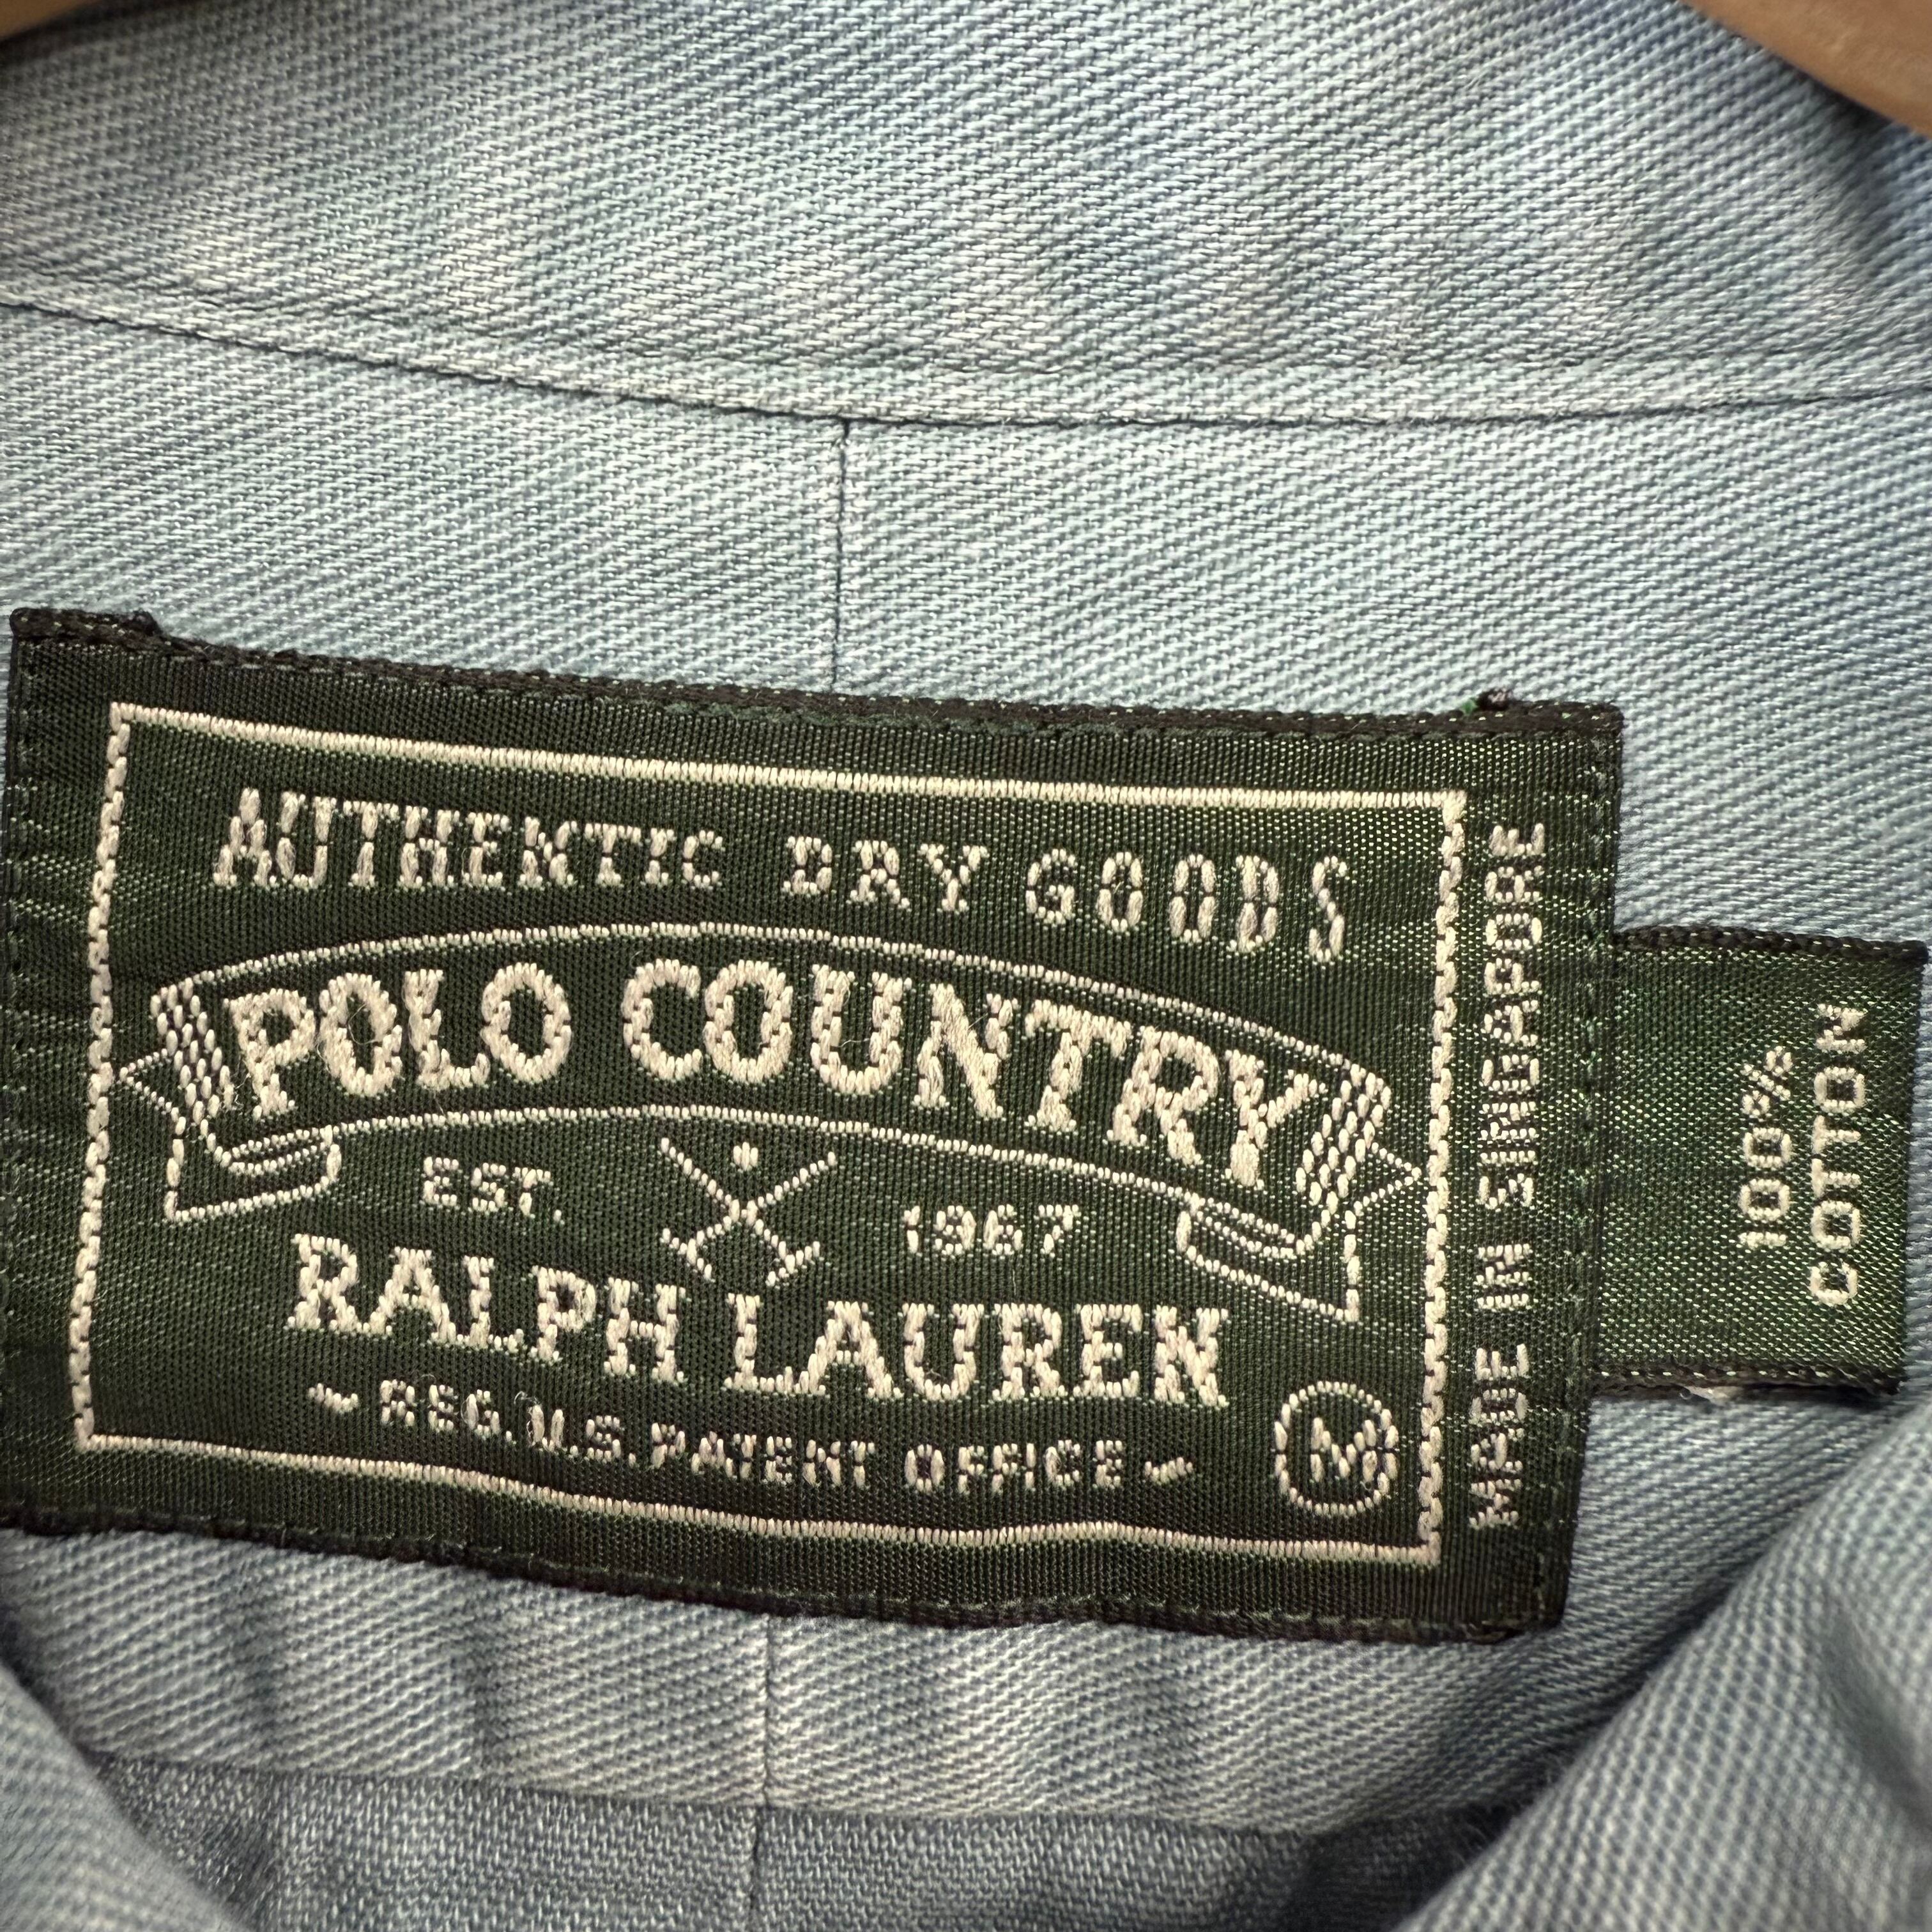 AUTHENTIC DRY GOODS
POLO COUNTRY
EST. 1967
RALPH LAUREN
~ REG. U.S. PATENT OFFICE ~
M
MADE IN SINGAPORE
100%
COTTON